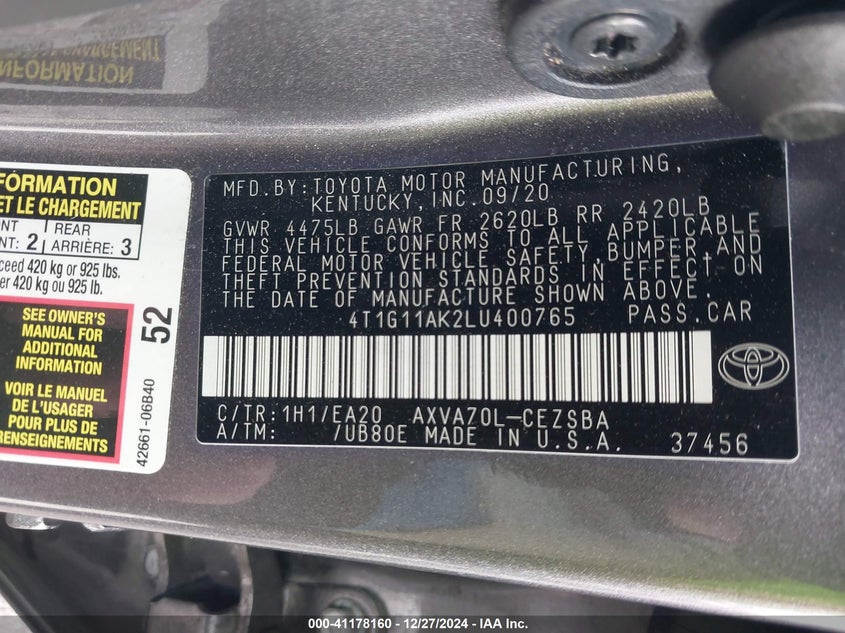 CHARGEMENT
INFORMATION
FORMATION
ET LE CHARGEMENT
REAR
2 ARRIÈRE: 3
420 kg or 925 lbs.
420 kg ou 925 lb.
SEE OWNER'S
MANUAL FOR
ADDITIONAL
INFORMATION
VOIR LE MANUEL
DE L'USAGER
POUR PLUS DE
RENSEIGNEMENTS
52
42661-06B40
MFD.BY:TOYOTA MOTOR MANUFACTURING,
KENTUCKY,INC.09/20
GVWR 4475LB GAWR FR 2620LB RR 2420LB
THIS VEHICLE CONFORMS TO ALL APPLICABLE
FEDERAL MOTOR VEHICLE SAFETY,BUMPER,AND
THEFT PREVENTION STANDARDS IN EFFECT ON
THE DATE OF MANUFACTURE SHOWN ABOVE.
4T1G11AK2LU400765 PASS.CAR
C/TR:1H1/EA20 AXVA70L-CEZSBA
A/TM: /UB80E MADE IN U.S.A. 37456
000-41178160 — 12/27/2024 — IAA Inc.